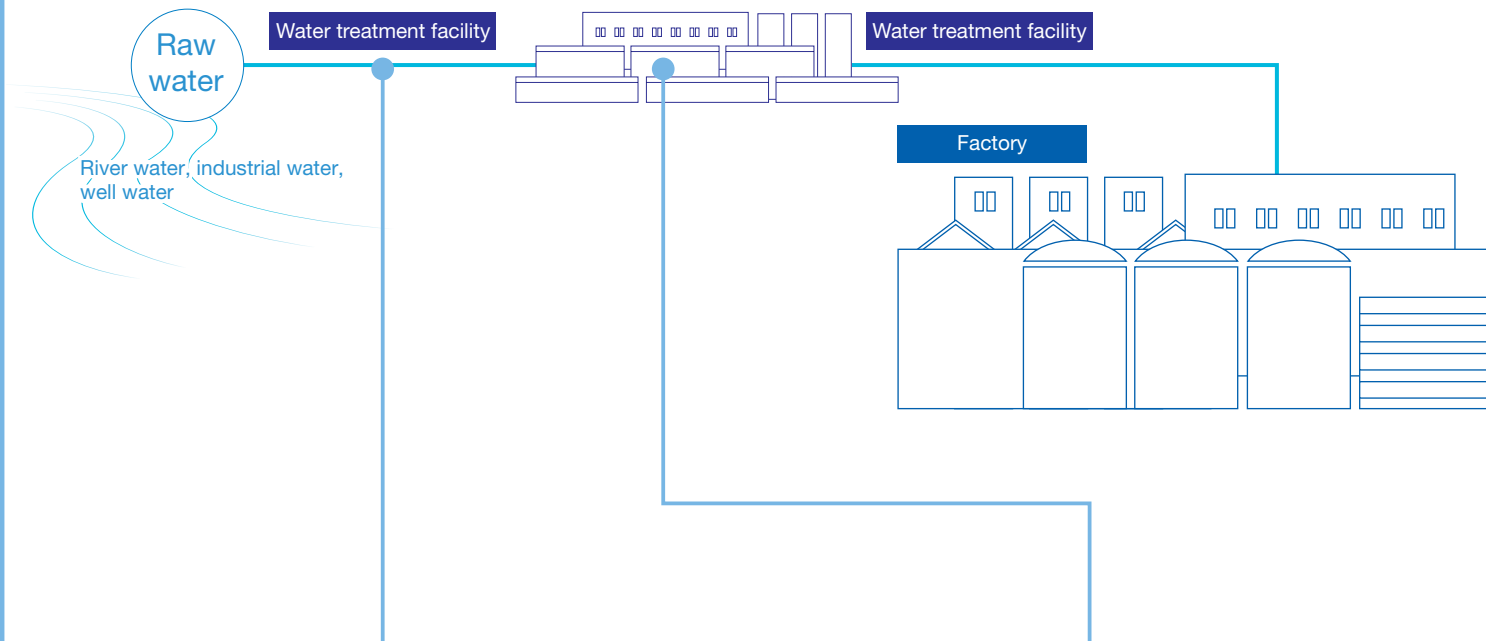 Raw
water
Water treatment facility
Water treatment facility
River water, industrial water,
well water
Factory